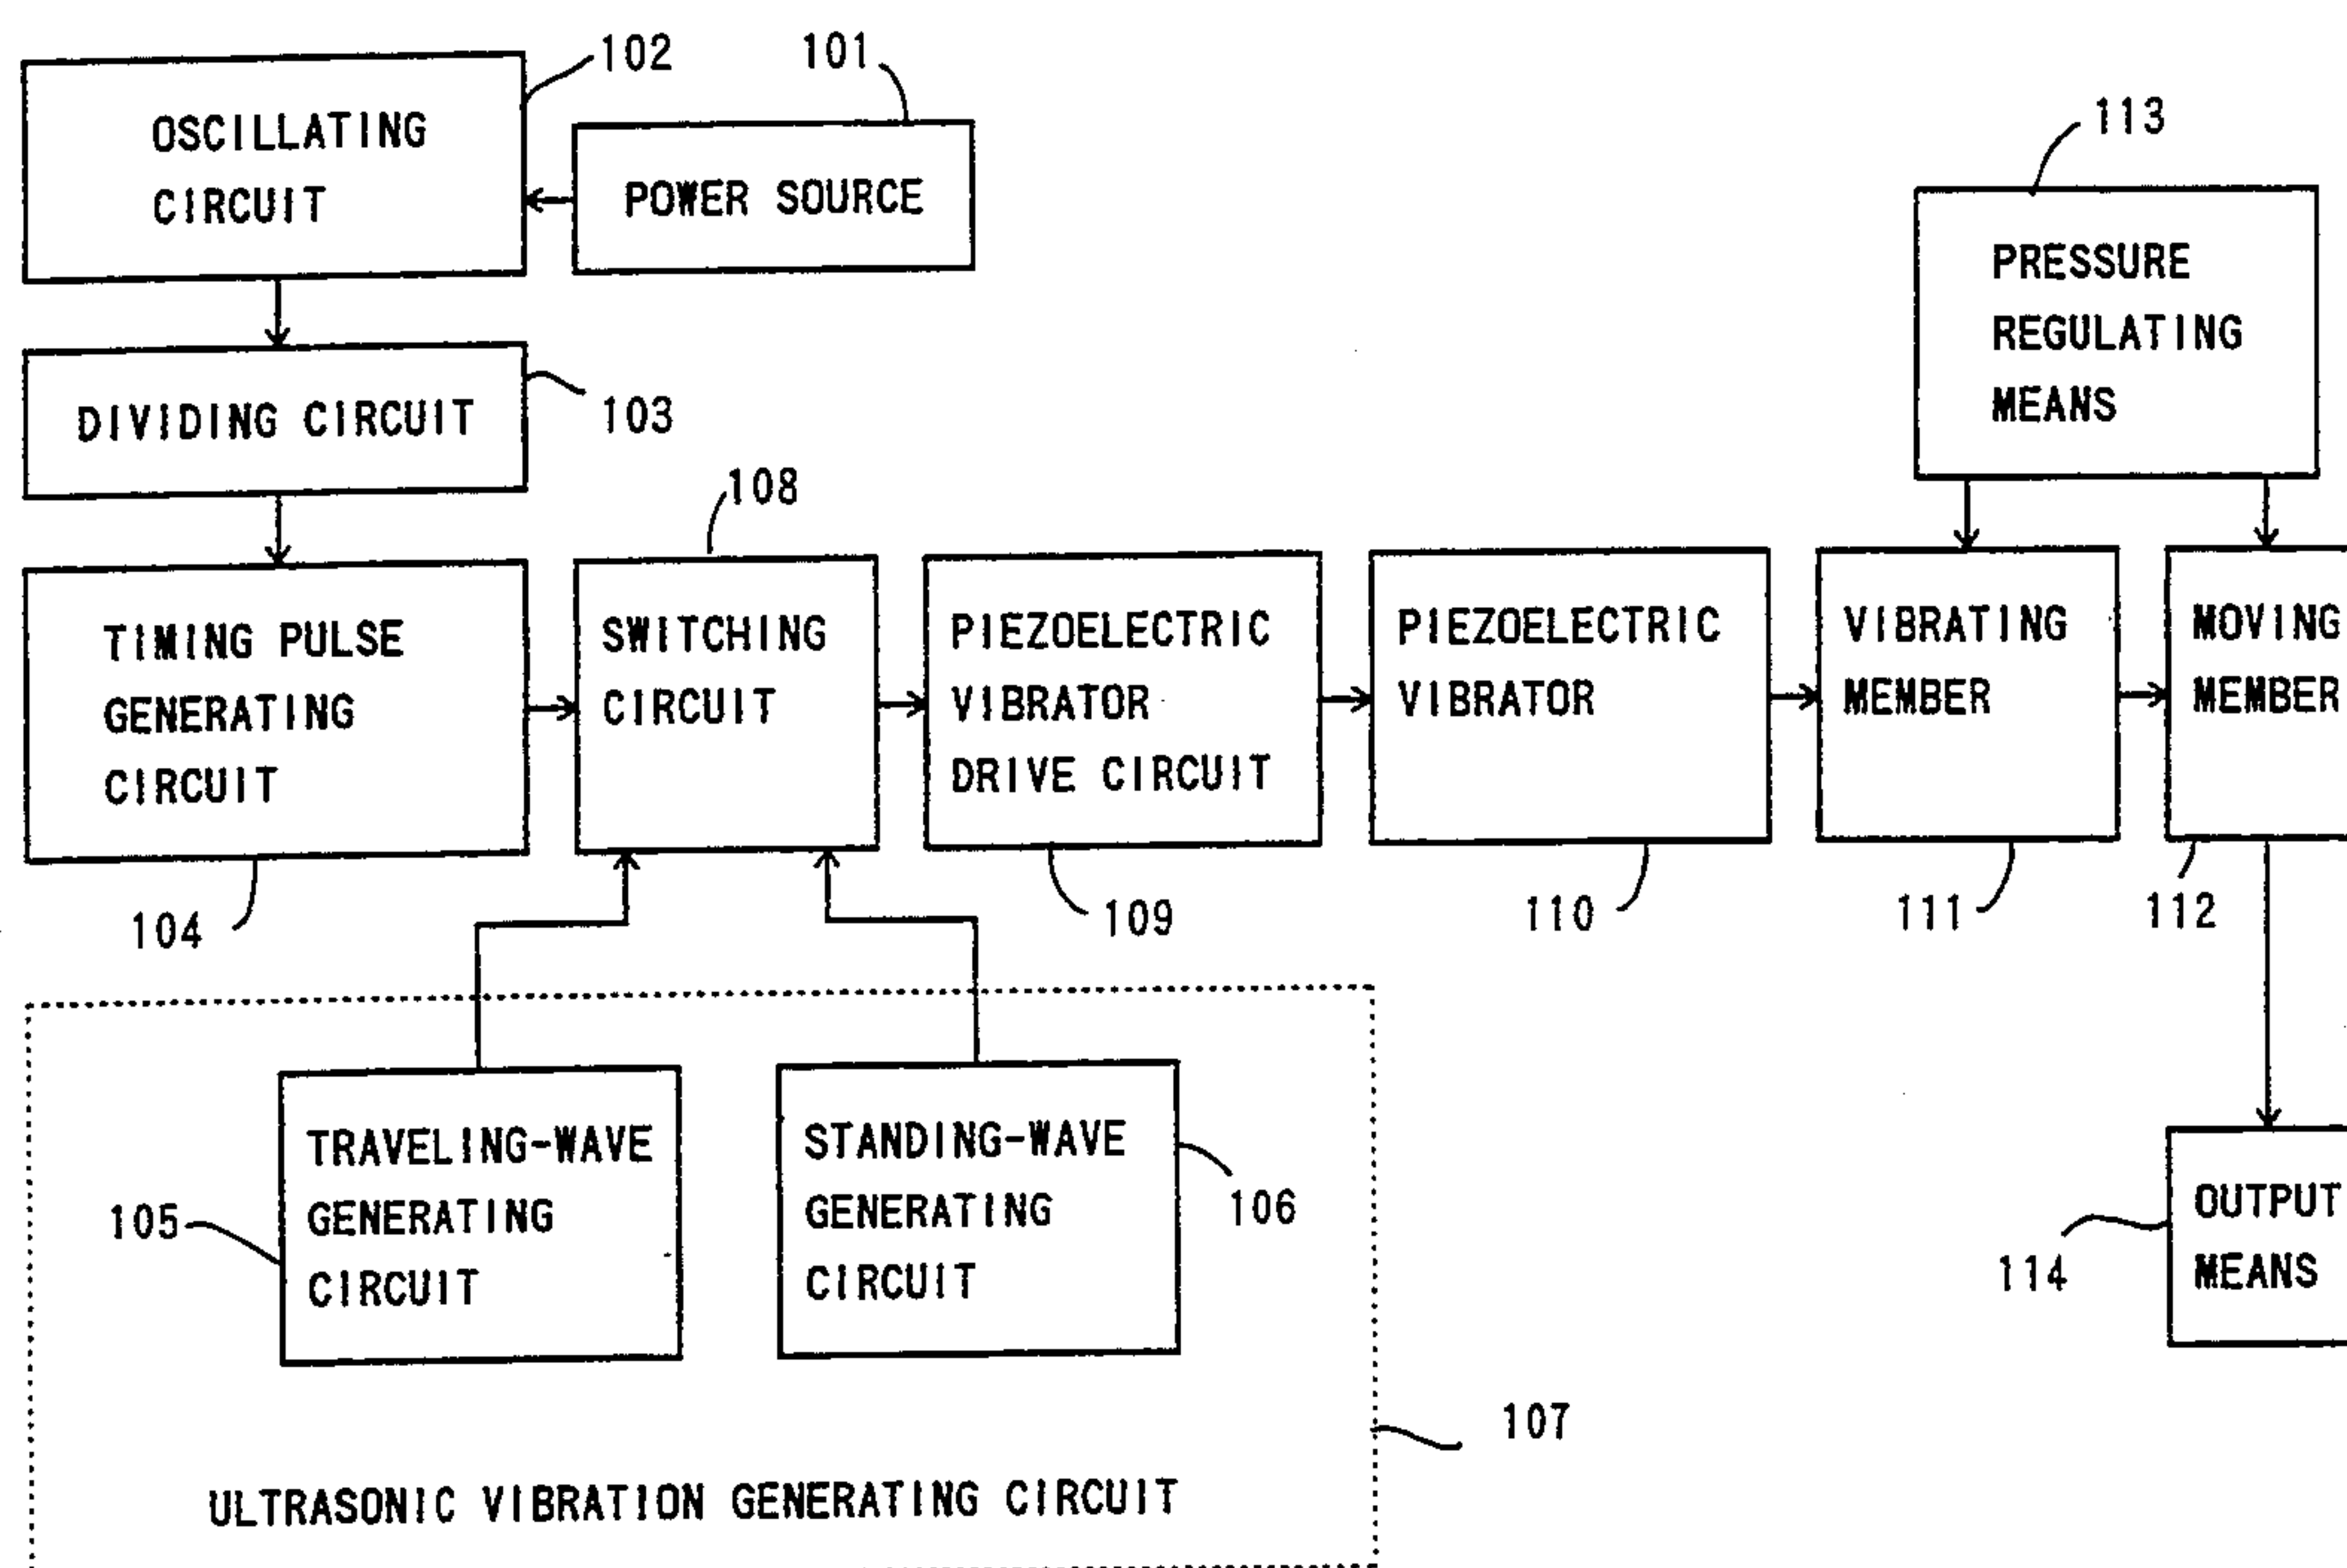 102
101
OSCILLATING
CIRCUIT
POWER SOURCE
113
PRESSURE
REGULATING
MEANS
DIVIDING CIRCUIT
103
108
TIMING PULSE
GENERATING
CIRCUIT
104
SWITCHING
CIRCUIT
PIEZOELECTRIC
VIBRATOR
DRIVE CIRCUIT
109
PIEZOELECTRIC
VIBRATOR
110
VIBRATING
MEMBER
111
MOVING
MEMBER
112
TRAVELING-WAVE
GENERATING
CIRCUIT
105
STANDING-WAVE
GENERATING
CIRCUIT
106
OUTPUT
MEANS
114
107
ULTRASONIC VIBRATION GENERATING CIRCUIT